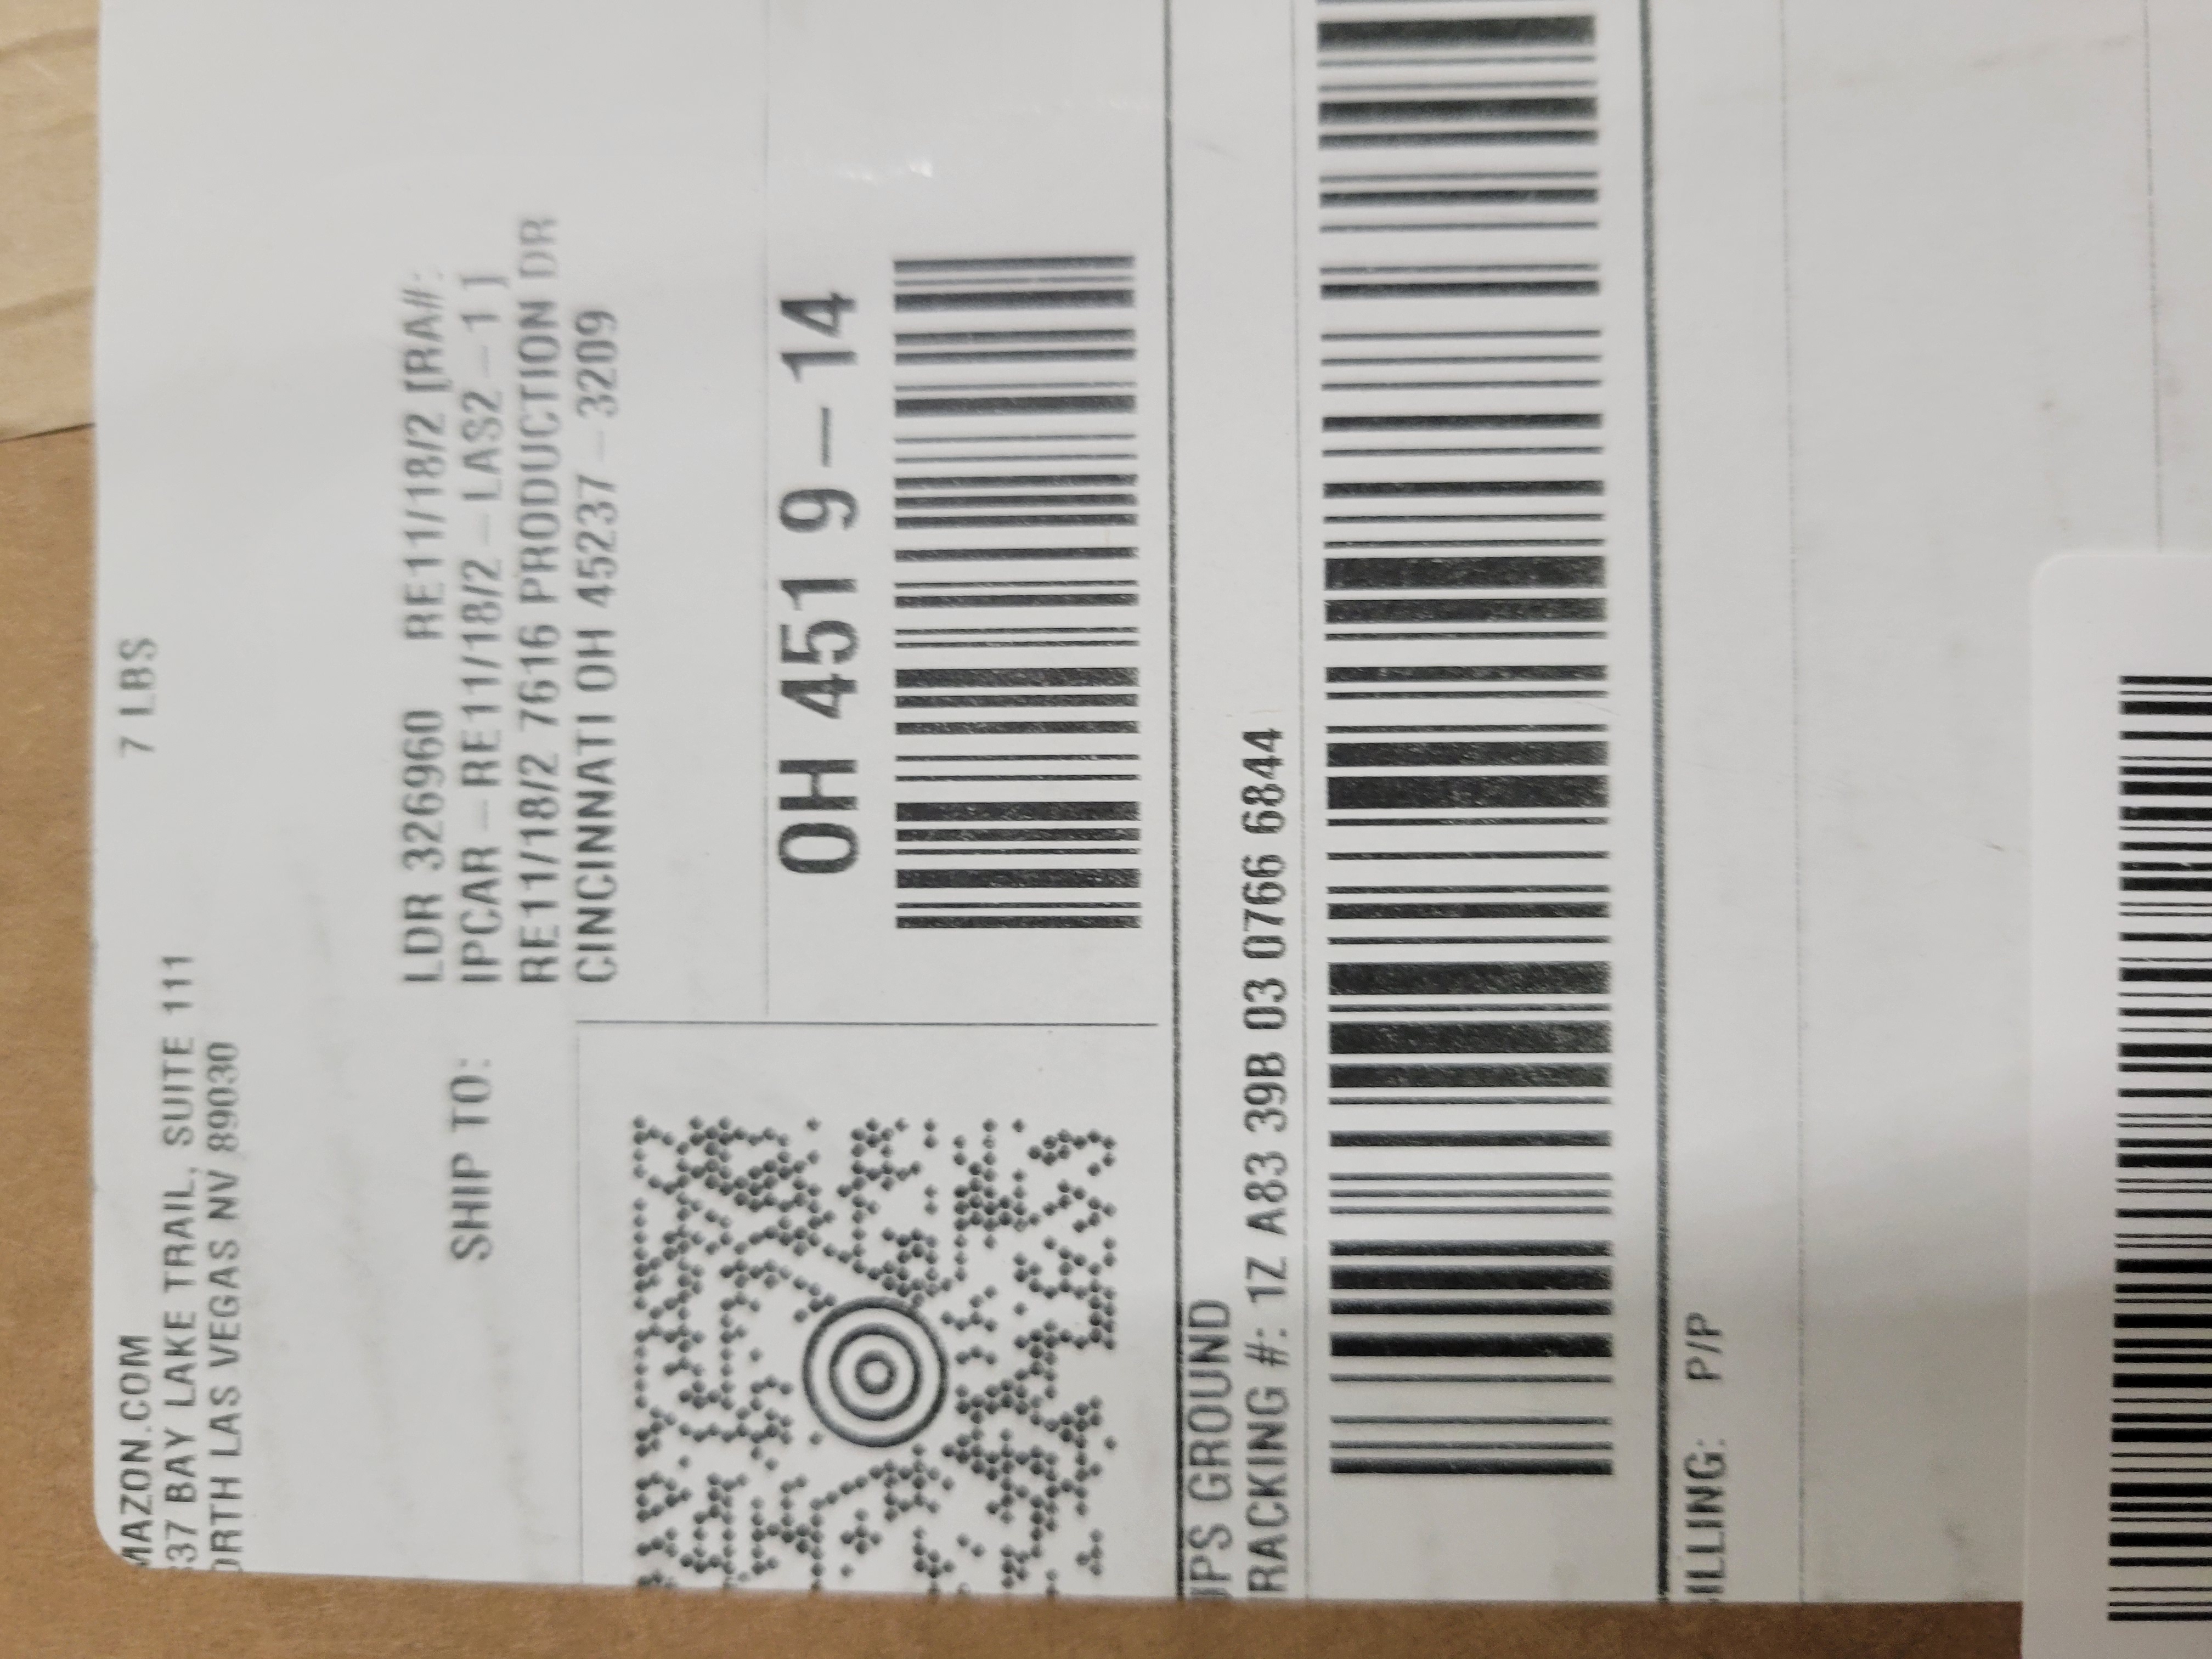 MAZON.COM 7 LBS
37 BAY LAKE TRAIL, SUITE 111
ORTH LAS VEGAS NV 89030
SHIP TO:
LDR 326960 RE11/18/2 [RA#:
IPCAR-RE11/18/2-LAS2-1]
RE11/18/2 7616 PRODUCTION DR
CINCINNATI OH 45237-3209
OH 451 9-14
UPS GROUND
RACKING #: 1Z A83 39B 03 0766 6844
ILLING: P/P